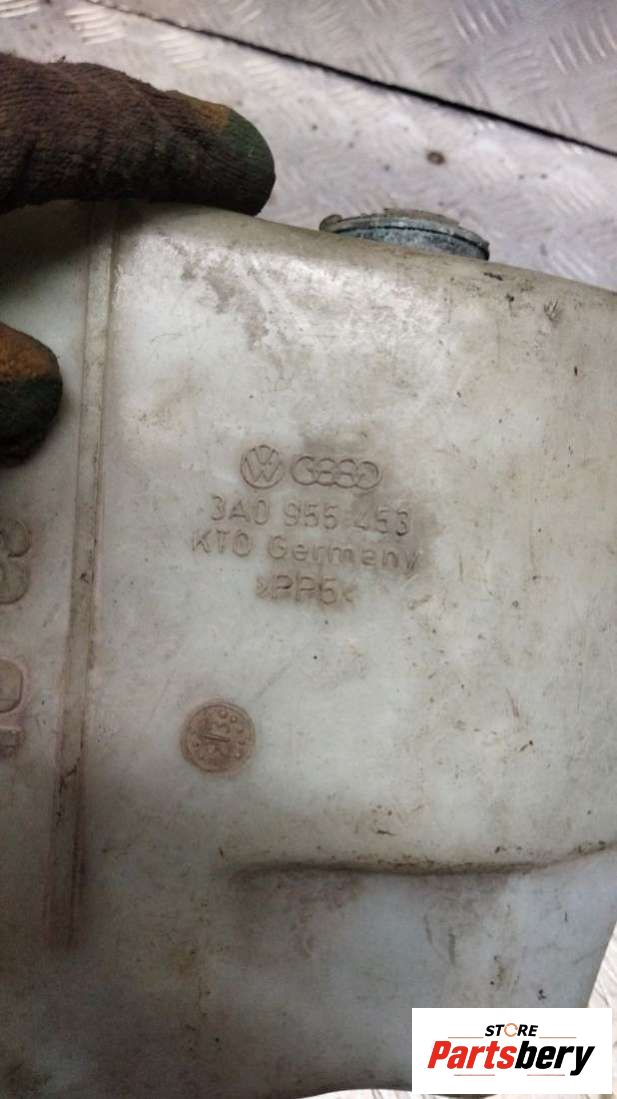 3A0 955 453
KTO Germany
>PP5<
STORE
Partsbery